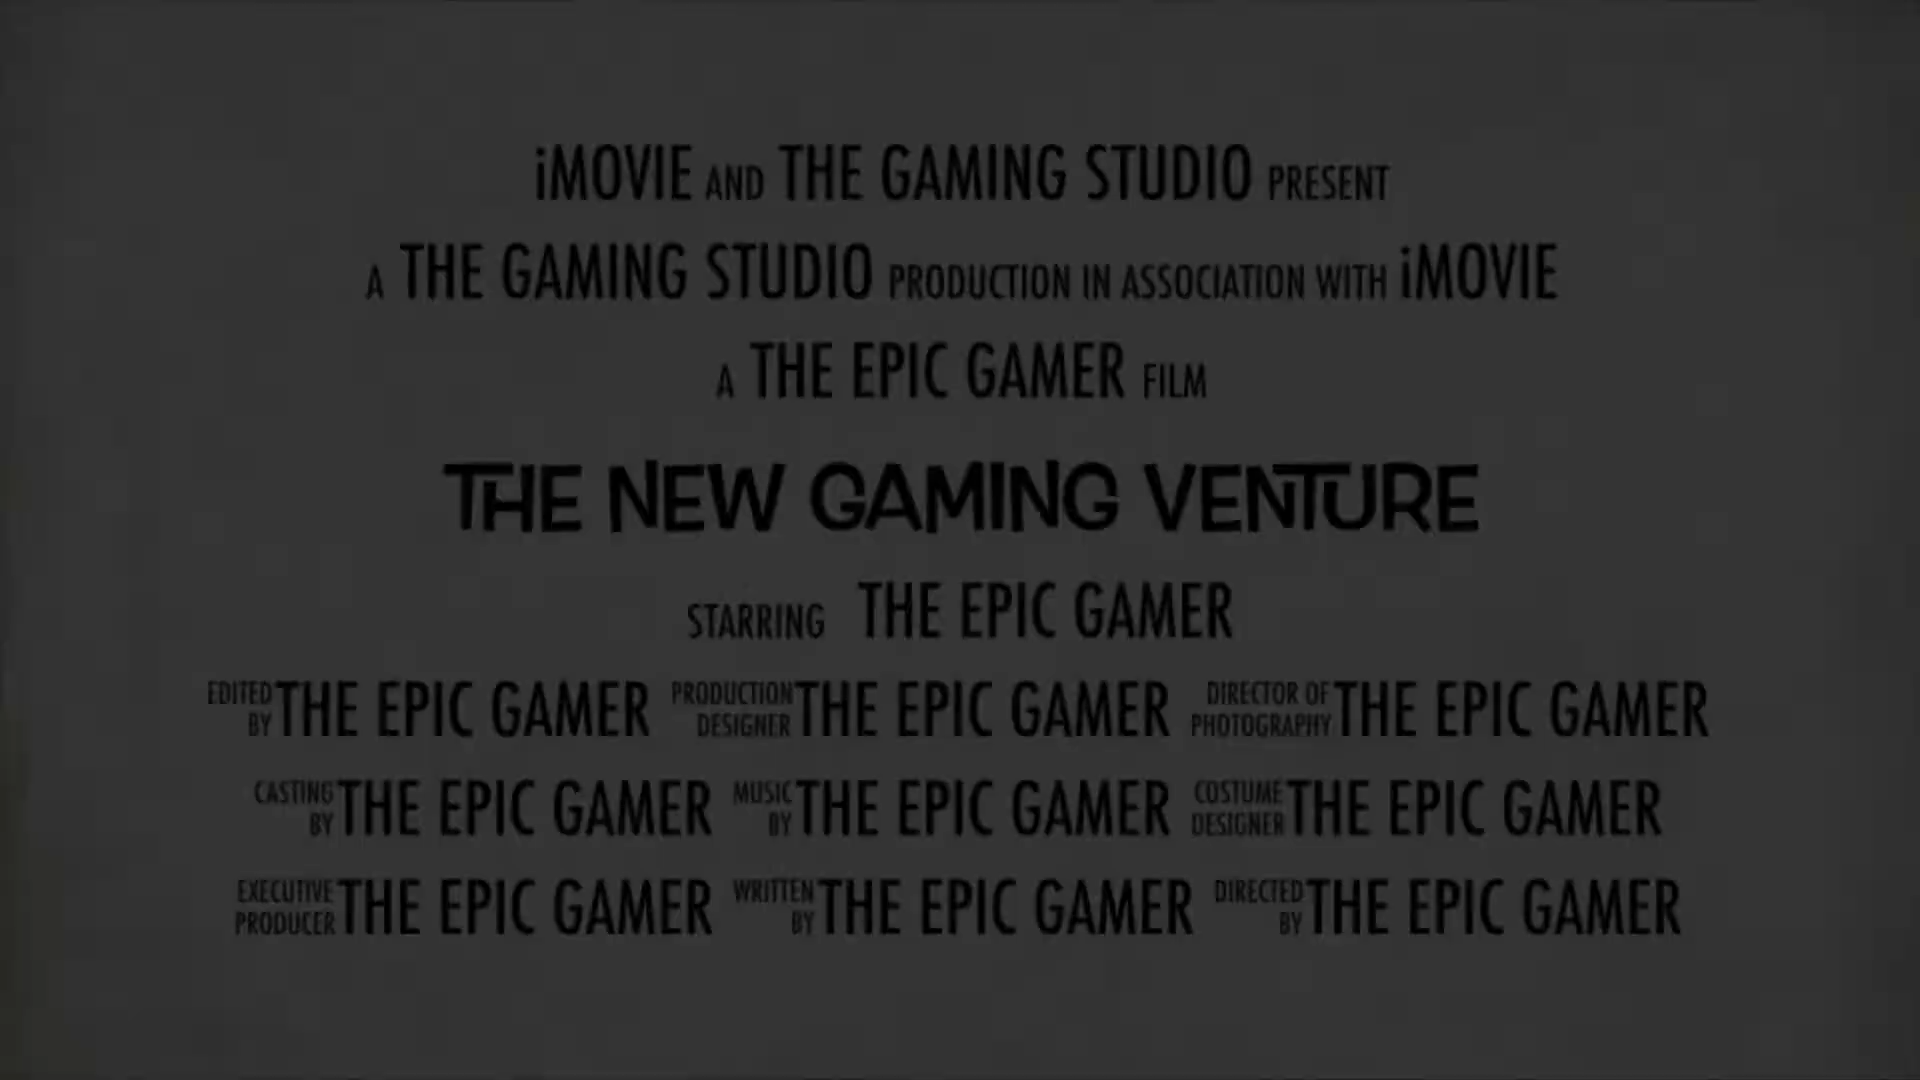 iMOVIE AND THE GAMING STUDIO PRESENT
A THE GAMING STUDIO PRODUCTION IN ASSOCIATION WITH iMOVIE
A THE EPIC GAMER FILM
THE NEW GAMING VENTURE
STARRING THE EPIC GAMER
EDITED BY THE EPIC GAMER PRODUCTION DESIGNER THE EPIC GAMER DIRECTOR OF PHOTOGRAPHY THE EPIC GAMER
CASTING BY THE EPIC GAMER MUSIC BY THE EPIC GAMER COSTUME DESIGNER THE EPIC GAMER
EXECUTIVE PRODUCER THE EPIC GAMER WRITTEN BY THE EPIC GAMER DIRECTED BY THE EPIC GAMER